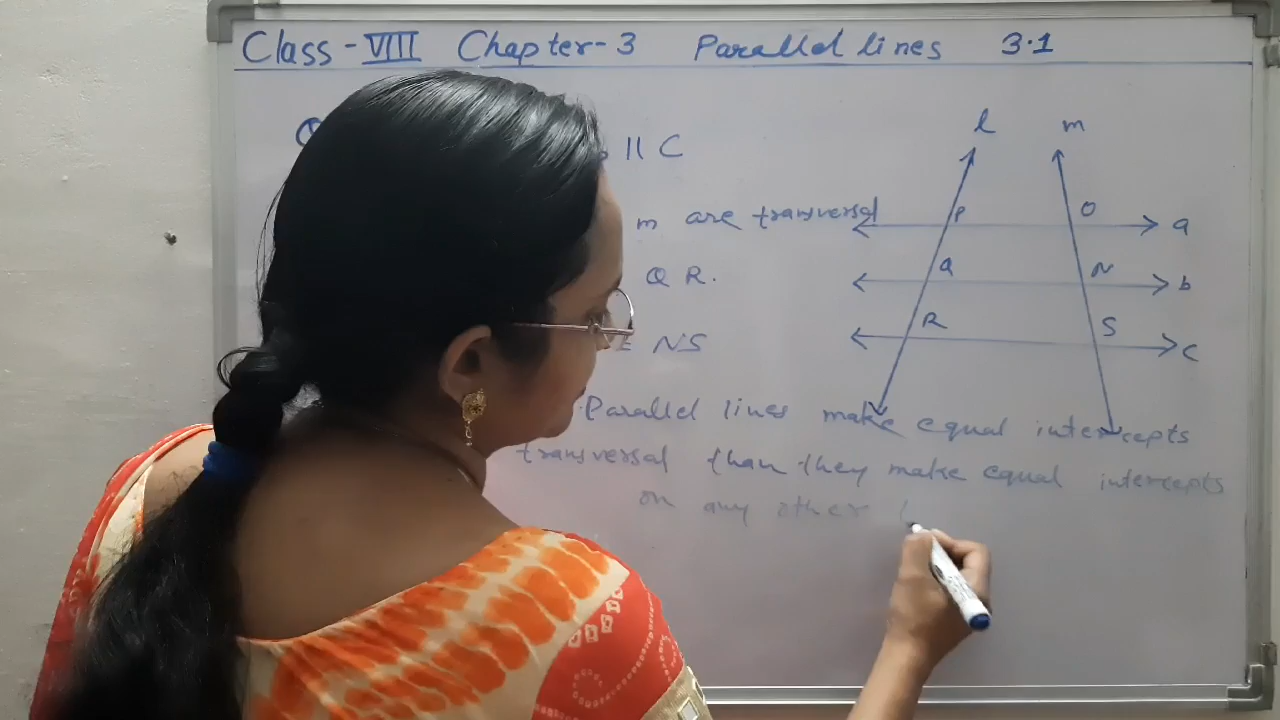 Class - VIII Chapter - 3 Parallel lines 3.1
l m
|| C
m are transversal
P O a
Q R.
Q N b
NS
R S c
Parallel lines make equal intercepts
transversal than they make equal intercepts
on any other